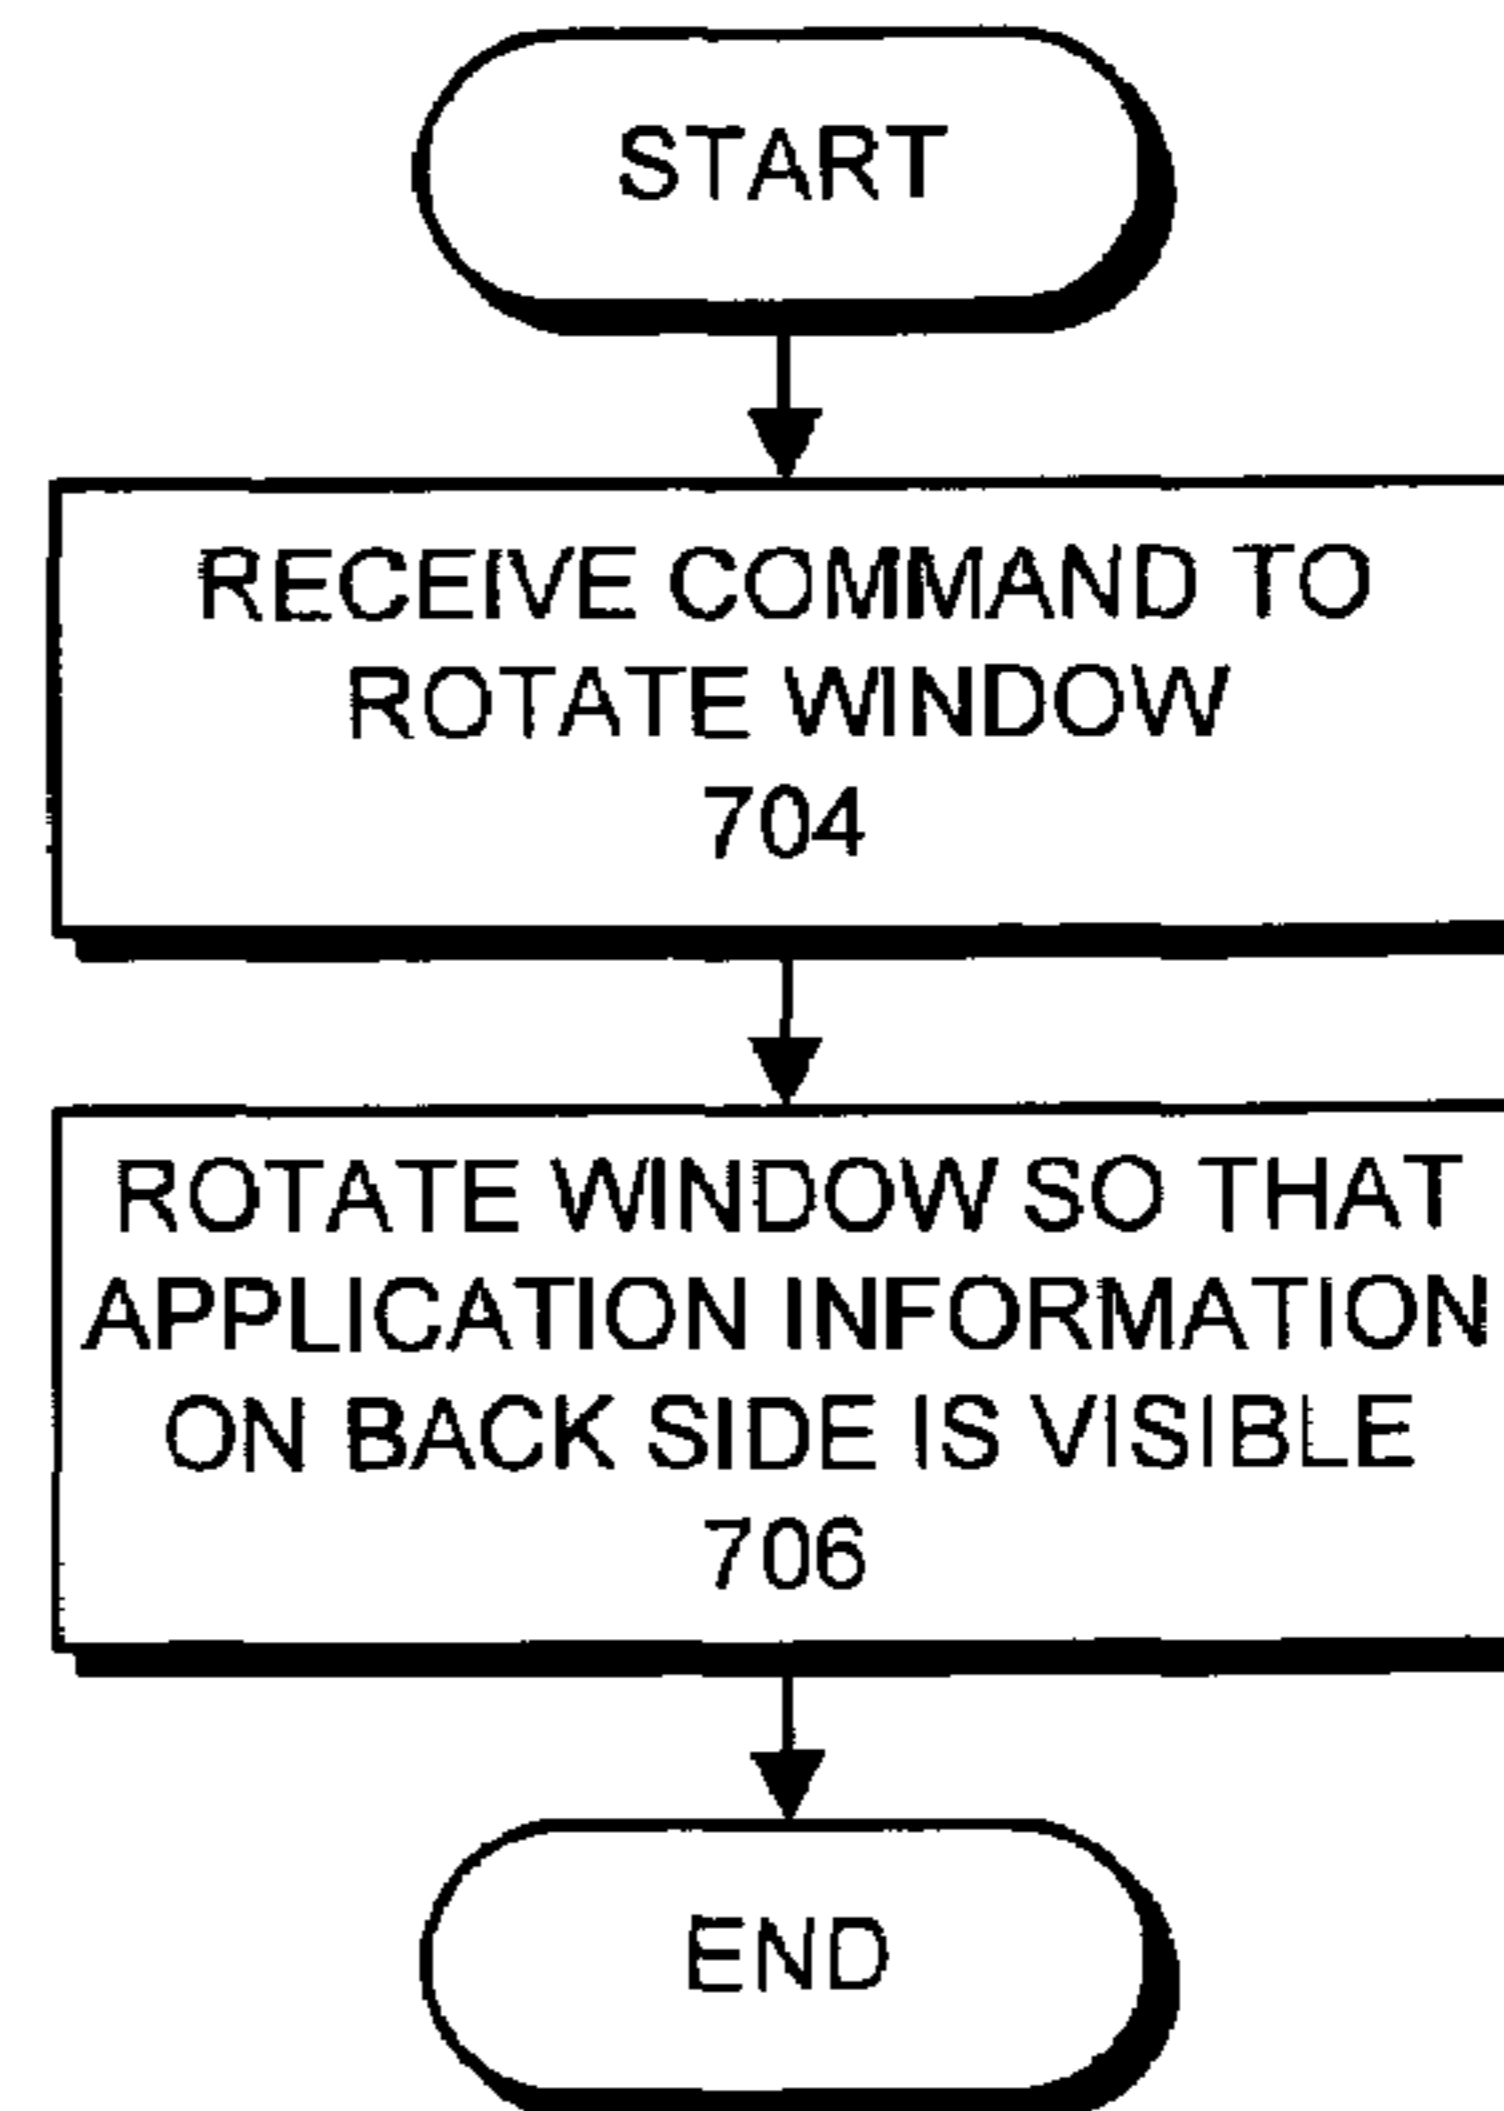 START
RECEIVE COMMAND TO
ROTATE WINDOW
704
ROTATE WINDOW SO THAT
APPLICATION INFORMATION
ON BACK SIDE IS VISIBLE
706
END